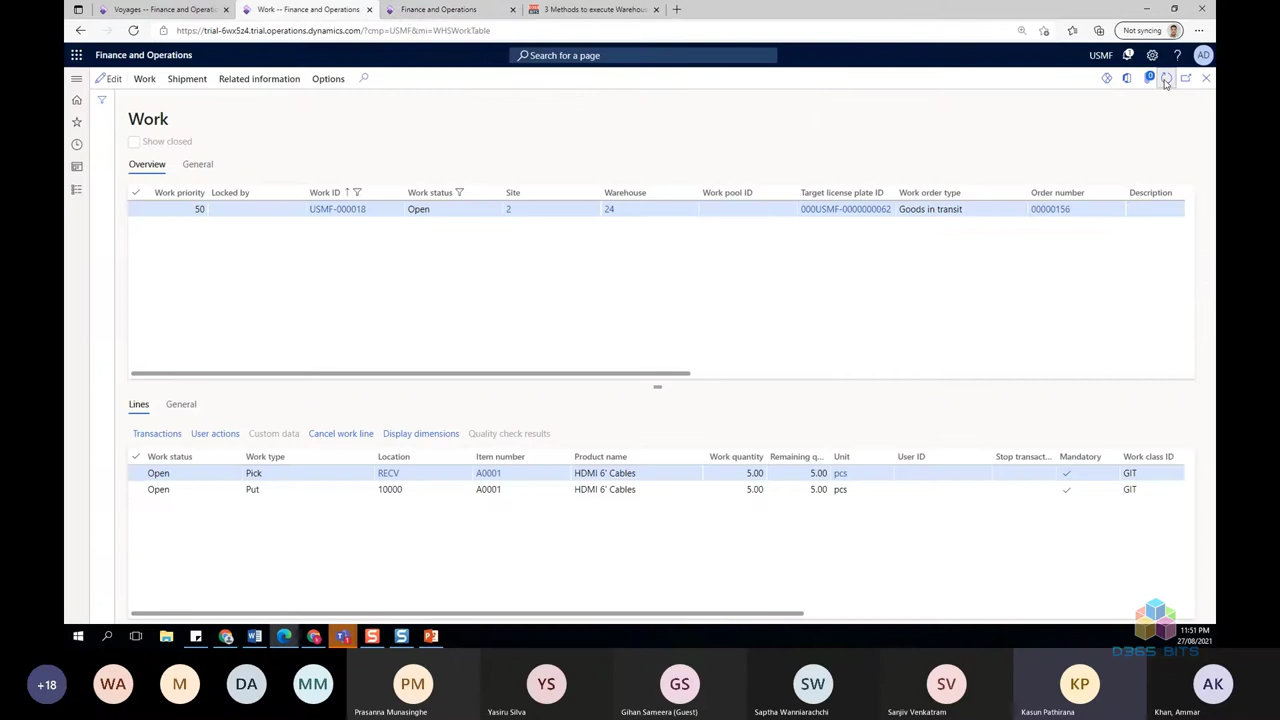 Voyages -- Finance and Operatio
Work -- Finance and Operations
Finance and Operations
3 Methods to execute Warehous
https://trial-6wx5z4.trial.operations.dynamics.com/?cmp=USMF&mi=WHSWorkTable
Not syncing
Finance and Operations
Search for a page
USMF
AD
Edit Work Shipment Related information Options
0
Work
Show closed
Overview General
Work priority Locked by Work ID Work status Site Warehouse Work pool ID Target license plate ID Work order type Order number Description
50 USMF-000018 Open 2 24 000USMF-0000000062 Goods in transit 00000156
Lines General
Transactions User actions Custom data Cancel work line Display dimensions Quality check results
Work status Work type Location Item number Product name Work quantity Remaining q... Unit User ID Stop transact... Mandatory Work class ID
Open Pick RECV A0001 HDMI 6' Cables 5.00 5.00 pcs GIT
Open Put 10000 A0001 HDMI 6' Cables 5.00 5.00 pcs GIT
11:51 PM
27/08/2021
D365 BITS
+18 WA M DA MM PM YS GS SW SV KP AK
Prasanna Munasinghe Yasiru Silva Gihan Sameera (Guest) Saptha Wanniarachchi Sanjiv Venkatram Kasun Pathirana Khan, Ammar